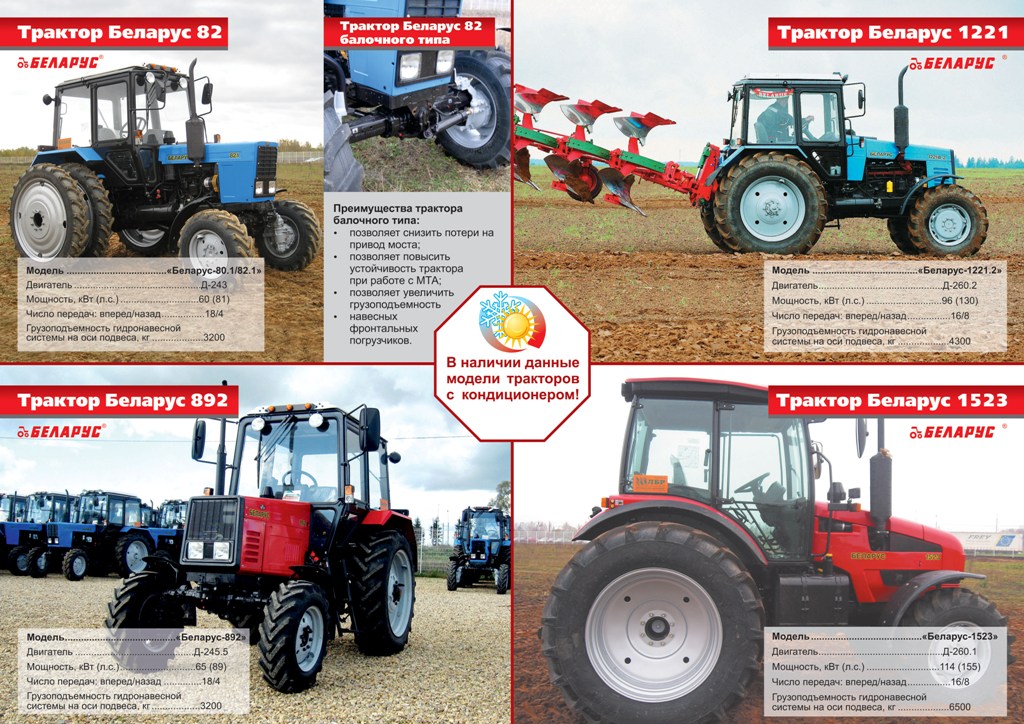 Трактор Беларус 82
БЕЛАРУС®
Модель ......................................«Беларус-80.1/82.1»
Двигатель ...........................................Д-243
Мощность, кВт (л.с.) ..........................60 (81)
Число передач: вперед/назад ............18/4
Грузоподъемность гидронавесной
системы на оси подвеса, кг ..................3200
Трактор Беларус 82
балочного типа
Преимущества трактора
балочного типа:
• позволяет снизить потери на
привод моста;
• позволяет повысить
устойчивость трактора
при работе с МТА;
• позволяет увеличить
грузоподъемность
• навесных
фронтальных
погрузчиков.
Трактор Беларус 1221
БЕЛАРУС®
Модель ..........................................«Беларус-1221.2»
Двигатель...........................................Д-260.2
Мощность, кВт (л.с.) ..........................96 (130)
Число передач: вперед/назад...............16/8
Грузоподъемность гидронавесной
системы на оси подвеса, кг ..................4300
В наличии данные
модели тракторов
с кондиционером!
Трактор Беларус 892
БЕЛАРУС®
Модель......................................«Беларус-892»
Двигатель .........................................Д-245.5
Мощность, кВт (л.с.)..........................65 (89)
Число передач: вперед/назад .............18/4
Грузоподъемность гидронавесной
системы на оси подвеса, кг .................3200
Трактор Беларус 1523
БЕЛАРУС®
БЕЛАРУС 1523
Модель ........................................«Беларус-1523»
Двигатель...........................................Д-260.1
Мощность, кВт (л.с.) .........................114 (155)
Число передач: вперед/назад...............16/8
Грузоподъемность гидронавесной
системы на оси подвеса, кг ..................6500